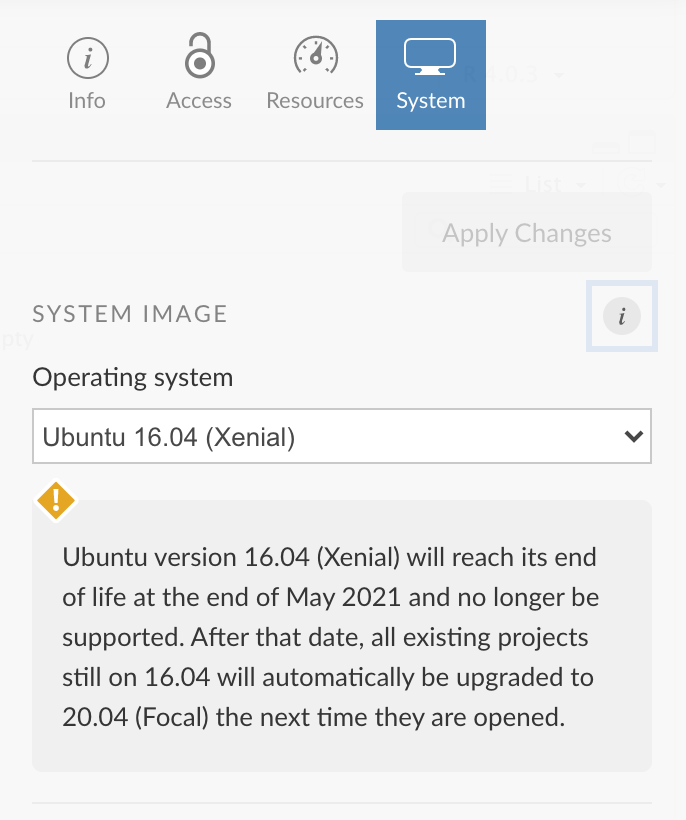 Info
Access
Resources
System
List
Apply Changes
SYSTEM IMAGE
i
Operating system
Ubuntu 16.04 (Xenial)
!
Ubuntu version 16.04 (Xenial) will reach its end
of life at the end of May 2021 and no longer be
supported. After that date, all existing projects
still on 16.04 will automatically be upgraded to
20.04 (Focal) the next time they are opened.